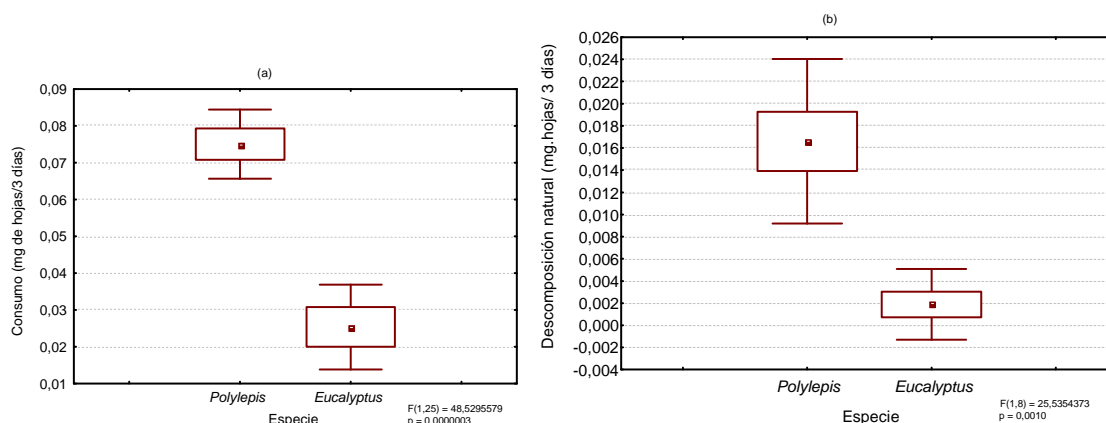 (a)
Consumo (mg de hojas/3 días)
0,09
0,08
0,07
0,06
0,05
0,04
0,03
0,02
0,01
Polylepis
Eucalyptus
Especie
F(1,25) = 48,5295579
p = 0,0000003
(b)
Descomposición natural (mg.hojas/ 3 días)
0,026
0,024
0,022
0,020
0,018
0,016
0,014
0,012
0,010
0,008
0,006
0,004
0,002
0,000
-0,002
-0,004
Polylepis
Eucalyptus
Especie
F(1,8) = 25,5354373
p = 0,0010